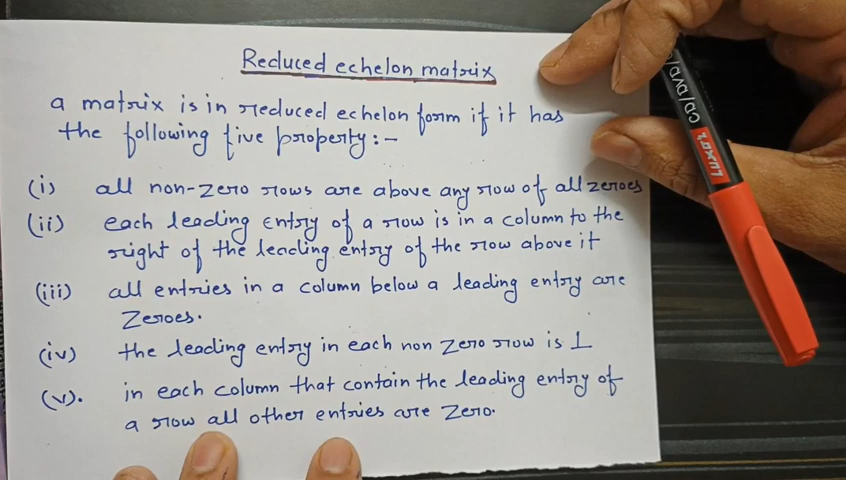 Reduced echelon matrix
a matrix is in reduced echelon form if it has
the following five property:-
(i) all non-zero rows are above any row of all zeroes
(ii) each leading entry of a row is in a column to the
right of the leading entry of the row above it
(iii) all entries in a column below a leading entry are
Zeroes.
(iv) the leading entry in each non zero row is 1
(v). in each column that contain the leading entry of
a row all other entries are zero.
CD/DVD/
LUXOR